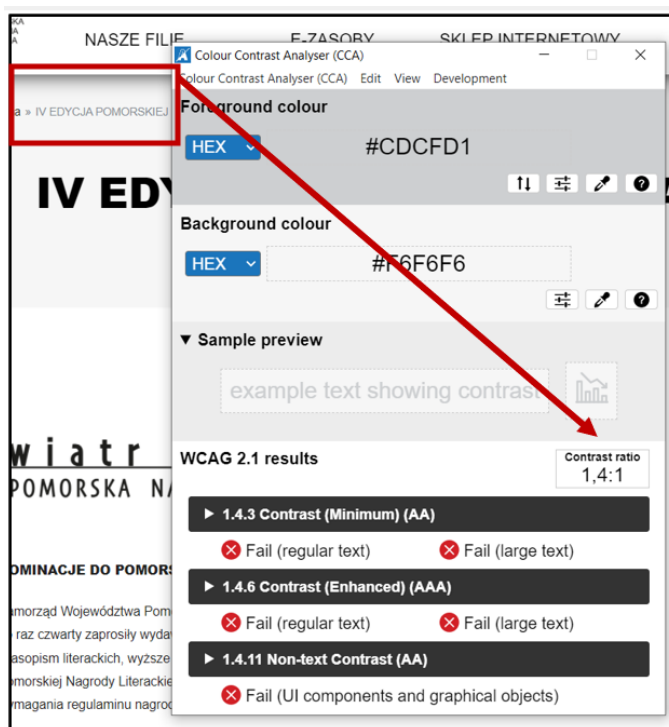 SKA
NA
A
NASZE FILIE
E-ZASOBY
SKLEP INTERNETOWY
Colour Contrast Analyser (CCA)
Colour Contrast Analyser (CCA) Edit View Development
a » IV EDYCJA POMORSKIEJ
Foreground colour
HEX
#CDCFD1
IV EDY
Background colour
HEX
#F6F6F6
▼ Sample preview
example text showing contrast
WCAG 2.1 results
Contrast ratio
1,4:1
wiatr
POMORSKA NA
▶ 1.4.3 Contrast (Minimum) (AA)
Fail (regular text) Fail (large text)
OMINACJE DO POMORS
▶ 1.4.6 Contrast (Enhanced) (AAA)
amorząd Województwa Pom
Fail (regular text) Fail (large text)
raz czwarty zaprosiły wydaw
asopism literackich, wyższe
▶ 1.4.11 Non-text Contrast (AA)
omorskiej Nagrody Literackie
magania regulaminu nagrod
Fail (UI components and graphical objects)